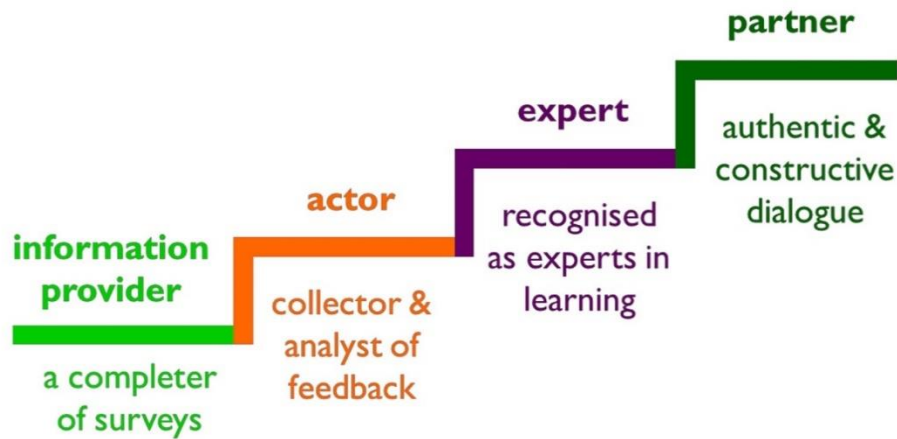 information
provider
a completer
of surveys
actor
collector &
analyst of
feedback
expert
recognised
as experts in
learning
partner
authentic &
constructive
dialogue